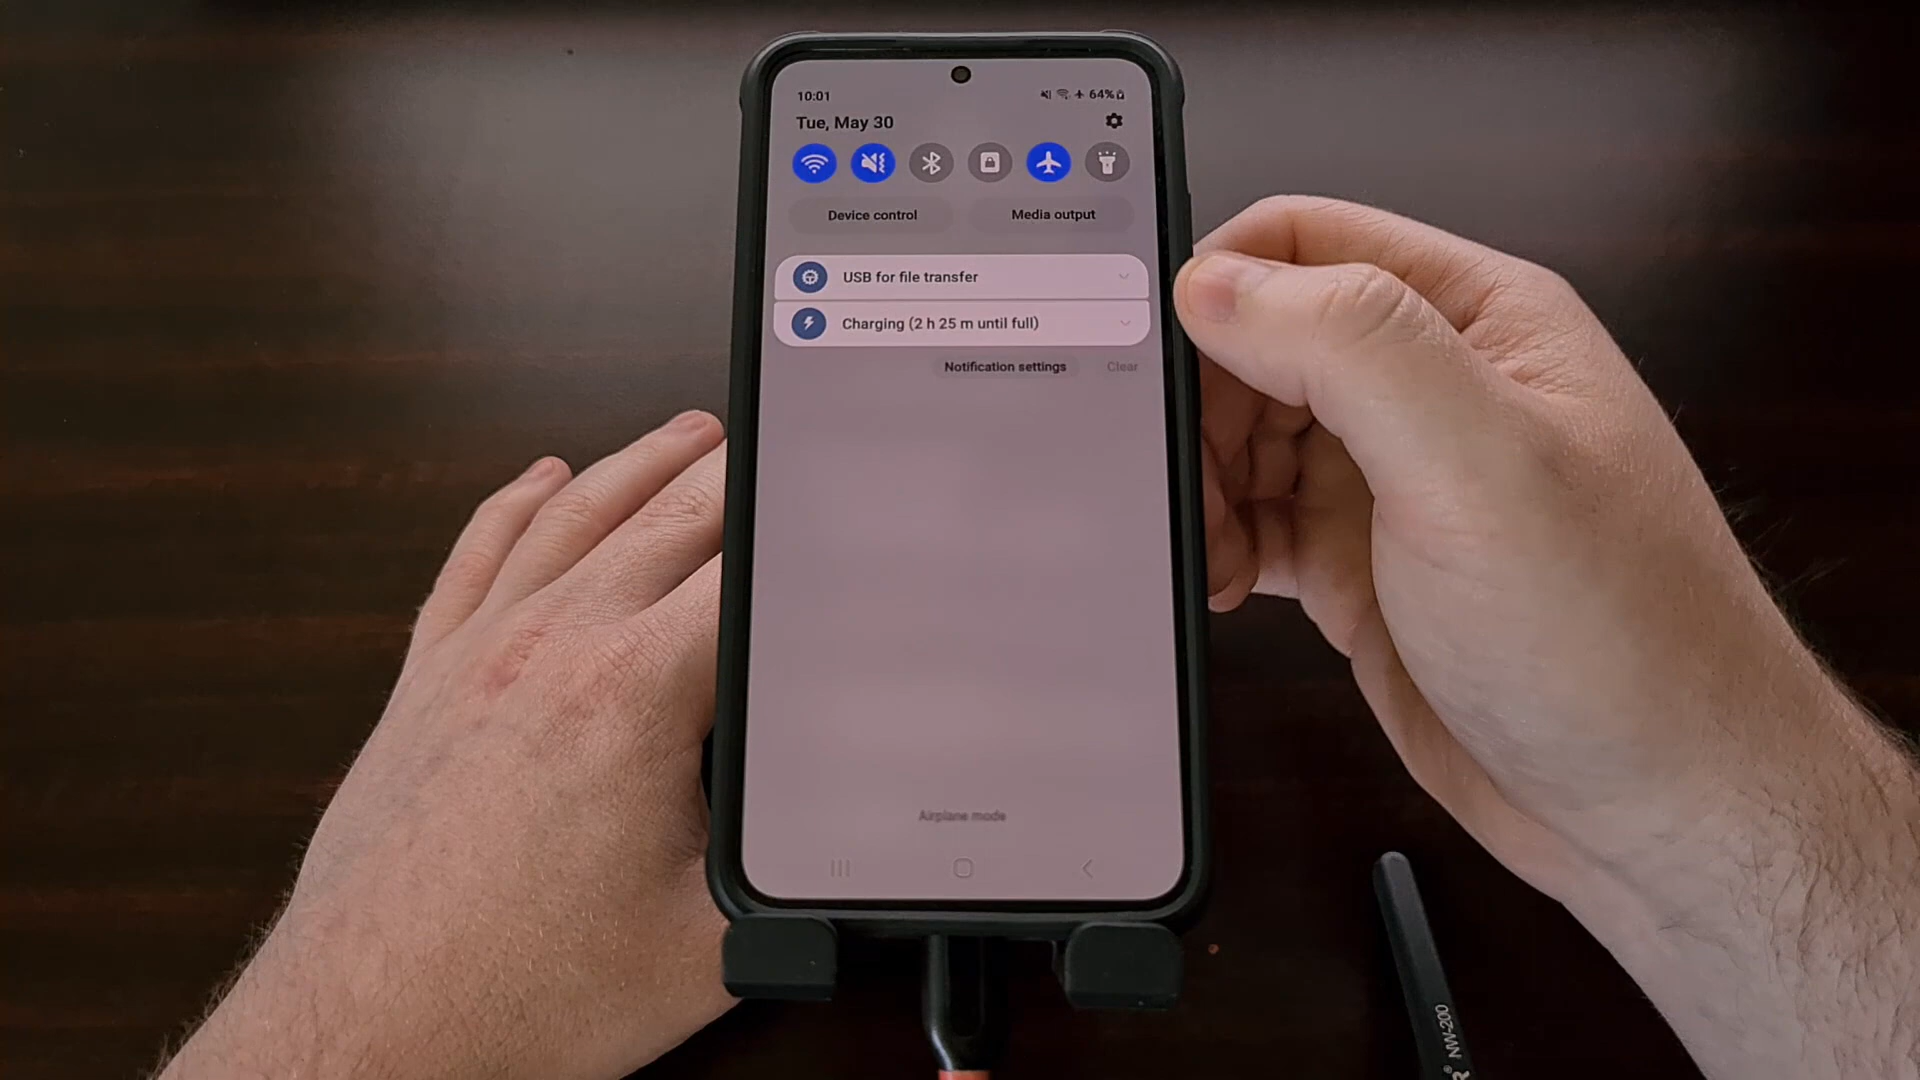 10:01
64%
Tue, May 30
Device control
Media output
USB for file transfer
Charging (2 h 25 m until full)
Notification settings
Clear
Airplane mode
NW-200
R®